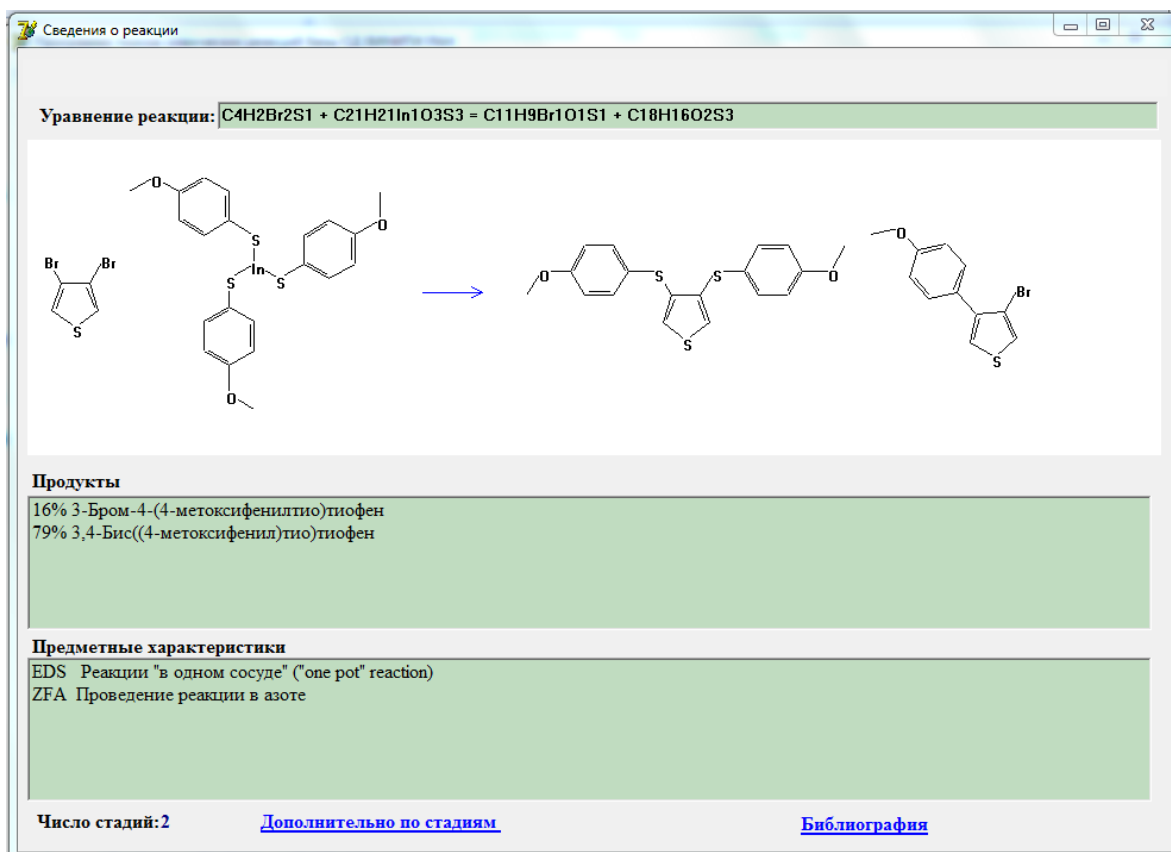 Сведения о реакции
Уравнение реакции: C4H2Br2S1 + C21H21In1O3S3 = C11H9Br1O1S1 + C18H16O2S3
O
O
S
In
S
S
O
Br
Br
S
O
S
S
O
S
O
Br
S
Продукты
16% 3-Бром-4-(4-метоксифенилтио)тиофен
79% 3,4-Бис((4-метоксифенил)тио)тиофен
Предметные характеристики
EDS Реакции "в одном сосуде" ("one pot" reaction)
ZFA Проведение реакции в азоте
Число стадий:2 Дополнительно по стадиям Библиография